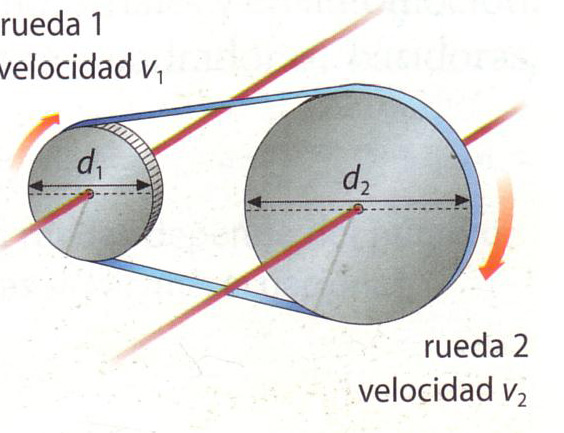 rueda 1
velocidad v₁
d₁
d₂
rueda 2
velocidad v₂